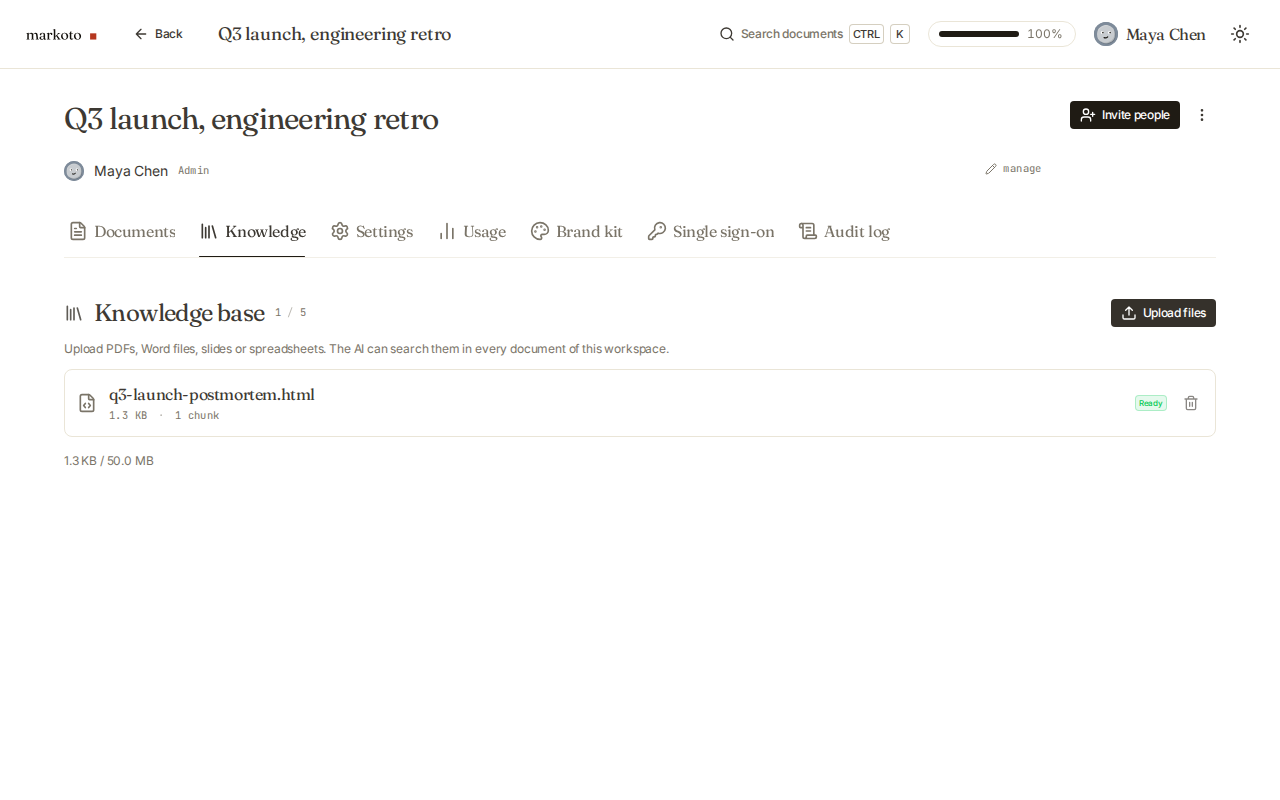 markoto
Back
Q3 launch, engineering retro
Search documents CTRL K
100%
Maya Chen
Q3 launch, engineering retro
Invite people
Maya Chen Admin
manage
Documents
Knowledge
Settings
Usage
Brand kit
Single sign-on
Audit log
Knowledge base 1 / 5
Upload files
Upload PDFs, Word files, slides or spreadsheets. The AI can search them in every document of this workspace.
q3-launch-postmortem.html
1.3 KB · 1 chunk
Ready
1.3 KB / 50.0 MB